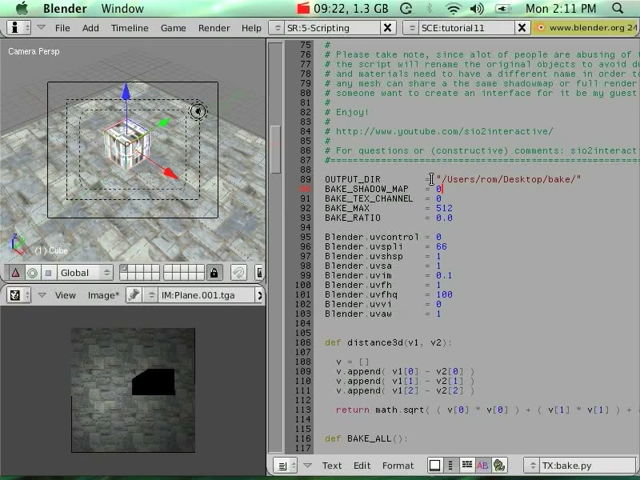 Blender Window 09:22, 1.3 GB Mon 2:11 PM
File Add Timeline Game Render Help SR:5-Scripting SCE:tutorial11 www.blender.org 24
Camera Persp
(1) Cube
Global
View Image* IM:Plane.001.tga
75 #
76 # Please take note, since alot of people are abusing of
77 # the script will rename the original objects to avoid du
78 # and materials need to have a different name in order to
79 # any mesh can share a the same shadowmap or full render
80 # someone want to create an interface for it be my guest
81 #
82 # Enjoy!
83 #
84 # http://www.youtube.com/sio2interactive/
85 #
86 # For questions or (constructive) comments: sio2interacti
87 #
88
89 OUTPUT_DIR = "/Users/rom/Desktop/bake/"
90 BAKE_SHADOW_MAP = 0
91 BAKE_TEX_CHANNEL = 0
92 BAKE_MAX = 512
93 BAKE_RATIO = 0.0
94
95 Blender.uvcontrol = 0
96 Blender.uvspli = 66
97 Blender.uvshsp = 1
98 Blender.uvsa = 1
99 Blender.uvim = 0.1
100 Blender.uvfh = 1
101 Blender.uvfhq = 100
102 Blender.uvvi = 0
103 Blender.uvaw = 1
104
105
106 def distance3d(v1, v2):
107
108 v = []
109 v.append( v1[0] - v2[0] )
110 v.append( v1[1] - v2[1] )
111 v.append( v1[2] - v2[2] )
112
113 return math.sqrt( ( v[0] * v[0] ) + ( v[1] * v[1] ) +
114
115
116 def BAKE_ALL():
117
Text Edit Format AB TX:bake.py